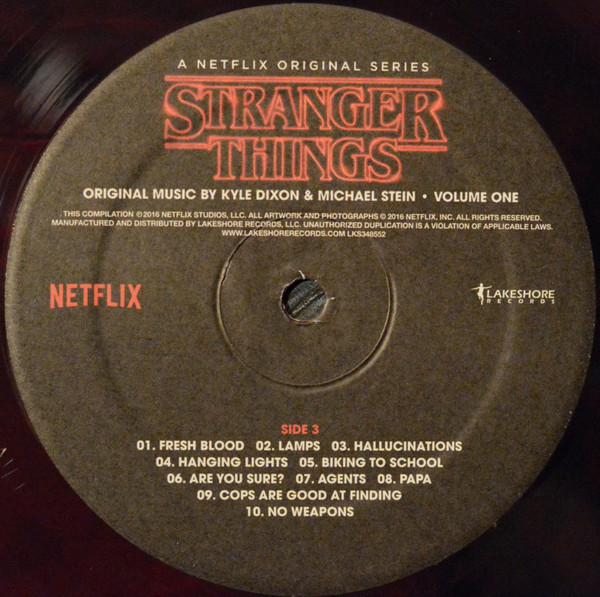 A NETFLIX ORIGINAL SERIES
STRANGER
THINGS
ORIGINAL MUSIC BY KYLE DIXON & MICHAEL STEIN • VOLUME ONE
THIS COMPILATION ℗2016 NETFLIX STUDIOS, LLC. ALL ARTWORK AND PHOTOGRAPHS © 2016 NETFLIX, INC. ALL RIGHTS RESERVED.
MANUFACTURED AND DISTRIBUTED BY LAKESHORE RECORDS, LLC. UNAUTHORIZED DUPLICATION IS A VIOLATION OF APPLICABLE LAWS.
WWW.LAKESHORERECORDS.COM LKS348552
NETFLIX
LAKESHORE
RECORDS
SIDE 3
01. FRESH BLOOD 02. LAMPS 03. HALLUCINATIONS
04. HANGING LIGHTS 05. BIKING TO SCHOOL
06. ARE YOU SURE? 07. AGENTS 08. PAPA
09. COPS ARE GOOD AT FINDING
10. NO WEAPONS